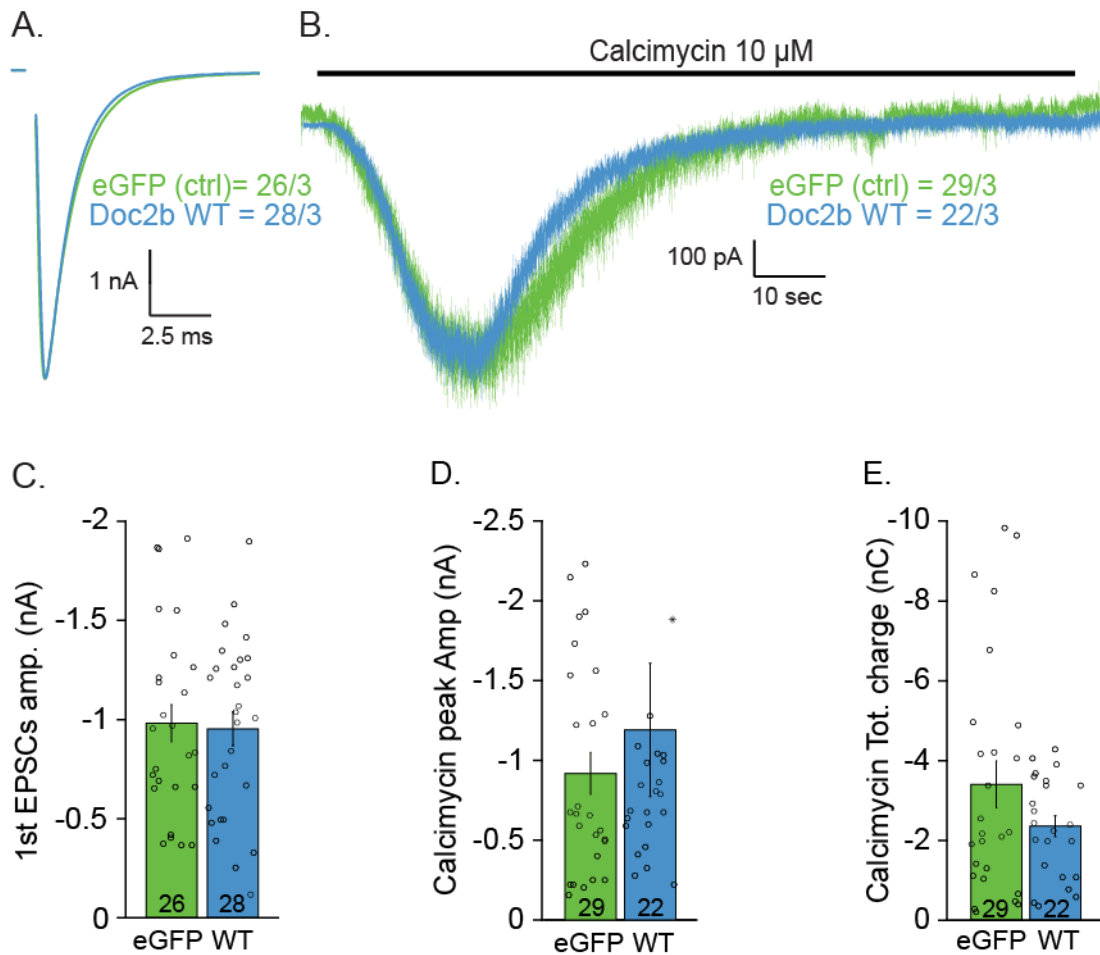 A.
B.
Calcimycin 10 µM
eGFP (ctrl)= 26/3
Doc2b WT = 28/3
1 nA
2.5 ms
eGFP (ctrl) = 29/3
Doc2b WT = 22/3
100 pA
10 sec
C.
1st EPSCs amp. (nA)
-2
-1.5
-1
-0.5
0
26
28
eGFP WT
D.
Calcimycin peak Amp (nA)
-2.5
-2
-1.5
-1
-0.5
0
*
29
22
eGFP WT
E.
Calcimycin Tot. charge (nC)
-10
-8
-6
-4
-2
0
29
22
eGFP WT